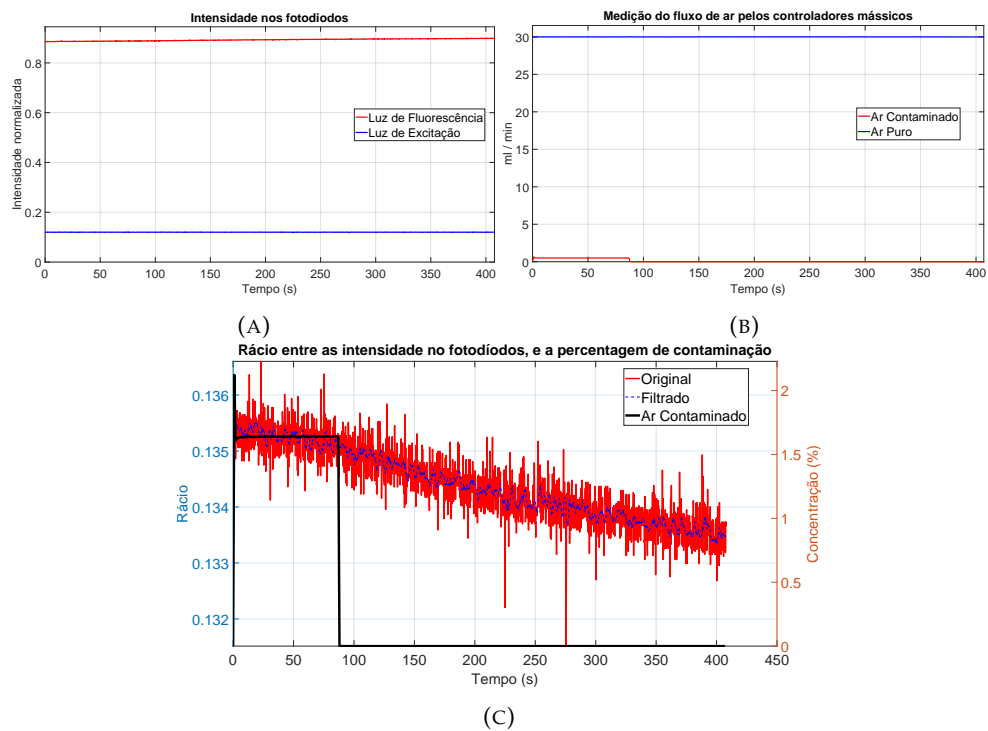 Intensidade nos fotodiodos
Intensidade normalizada
0.8
0.6
0.4
0.2
0
Luz de Fluorescência
Luz de Excitação
0 50 100 150 200 250 300 350 400
Tempo (s)
(A)
Medição do fluxo de ar pelos controladores mássicos
ml / min
30
25
20
15
10
5
0
Ar Contaminado
Ar Puro
0 50 100 150 200 250 300 350 400
Tempo (s)
(B)
Rácio entre as intensidade no fotodíodos, e a percentagem de contaminação
Rácio
0.136
0.135
0.134
0.133
0.132
Original
Filtrado
Ar Contaminado
2
1.5
1
0.5
0
Concentração (%)
0 50 100 150 200 250 300 350 400 450
Tempo (s)
(C)